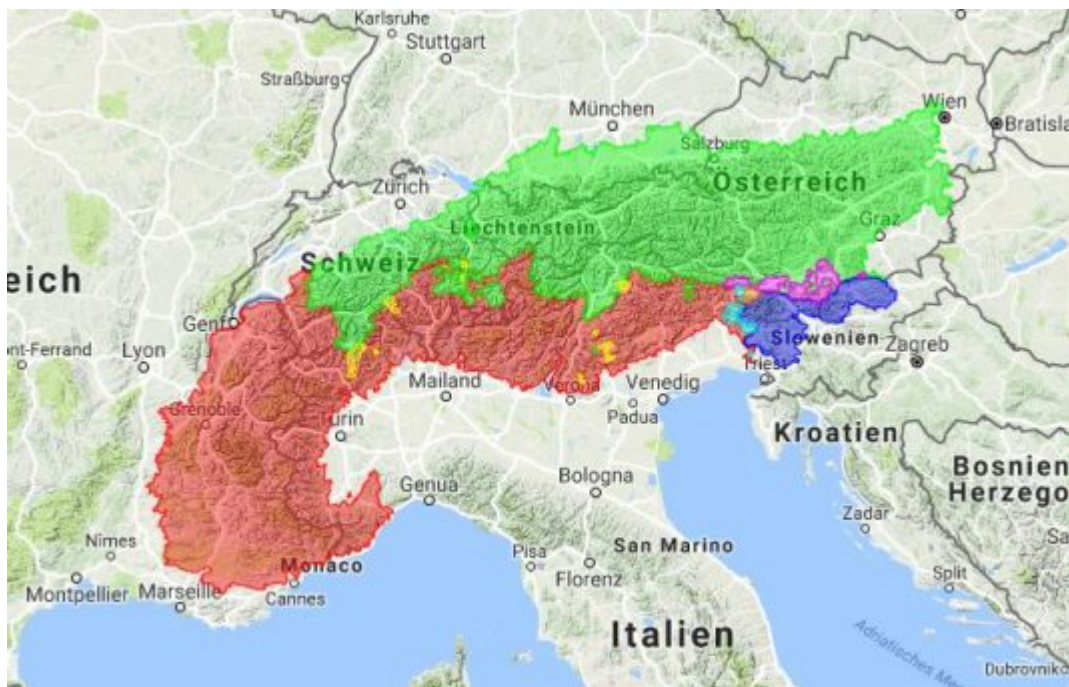 Karlsruhe
Stuttgart
Straßburg
München
Wien
Bratisla
Salzburg
Österreich
Zürich
Liechtenstein
Graz
Schweiz
eich
Genf
ont-Ferrand
Lyon
Slowenien
Zagreb
Mailand
Verona
Venedig
Triest
Padua
Grenoble
Turin
Kroatien
Bosnien
Herzego
Bologna
Genua
Zadar
Sa
Nîmes
Monaco
Pisa
San Marino
Florenz
Split
Montpellier
Marseille
Cannes
Italien
Adriatisches Me
Dubrovnik